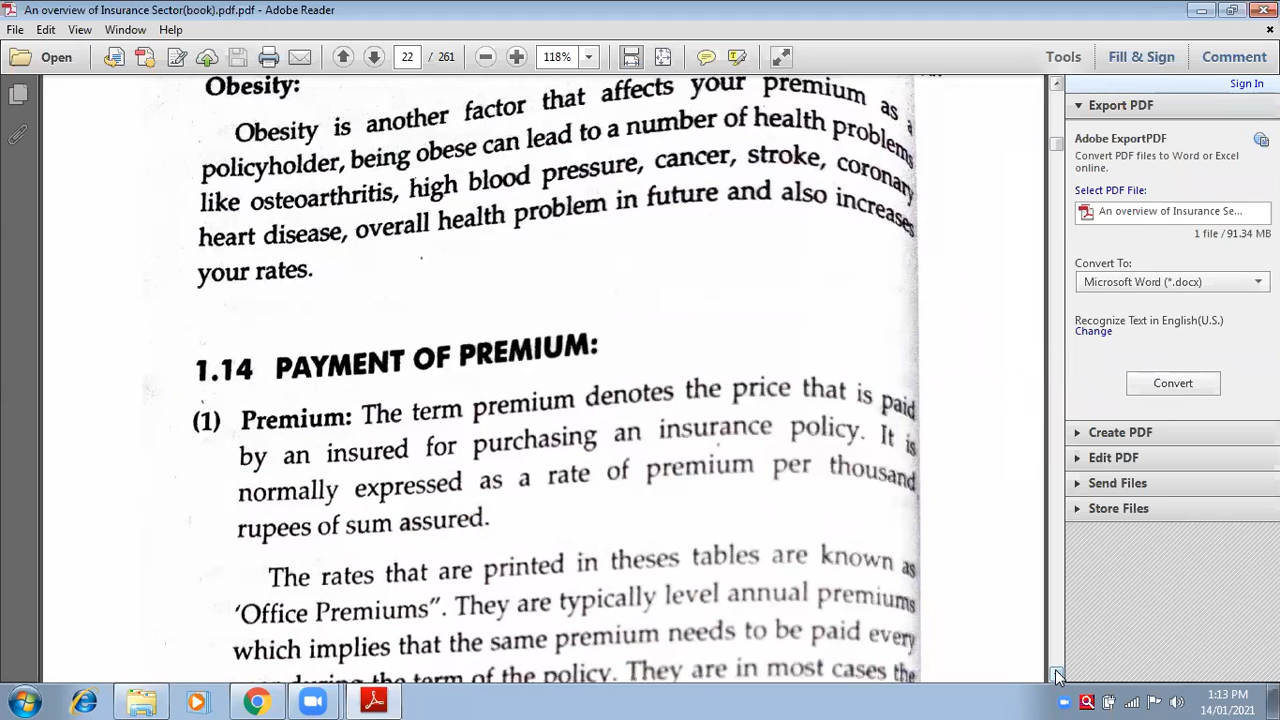 An overview of Insurance Sector(book).pdf.pdf - Adobe Reader
File Edit View Window Help
Open 22 / 261 118% Tools Fill & Sign Comment
Sign In
Export PDF
Adobe ExportPDF
Convert PDF files to Word or Excel
online.
Select PDF File:
An overview of Insurance Se...
1 file / 91.34 MB
Convert To:
Microsoft Word (*.docx)
Recognize Text in English(U.S.)
Change
Convert
Create PDF
Edit PDF
Send Files
Store Files
Obesity:
Obesity is another factor that affects your premium as a
policyholder, being obese can lead to a number of health problems
like osteoarthritis, high blood pressure, cancer, stroke, coronary
heart disease, overall health problem in future and also increases
your rates.
1.14 PAYMENT OF PREMIUM:
(1) Premium: The term premium denotes the price that is paid
by an insured for purchasing an insurance policy. It is
normally expressed as a rate of premium per thousand
rupees of sum assured.
The rates that are printed in theses tables are known as
'Office Premiums". They are typically level annual premiums
which implies that the same premium needs to be paid every
during the term of the policy. They are in most cases the
1:13 PM
14/01/2021